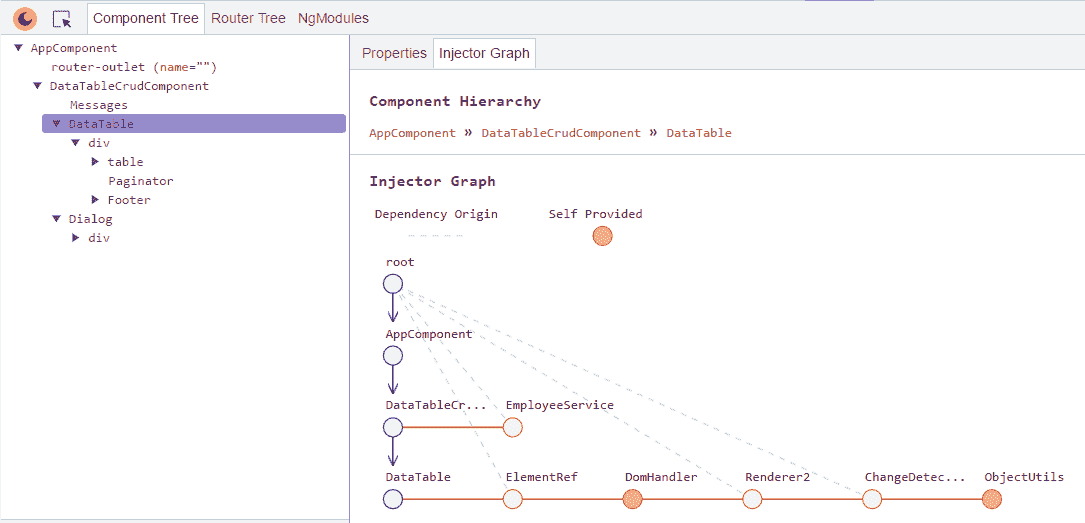 Component Tree Router Tree NgModules
AppComponent
router-outlet (name="")
DataTableCrudComponent
Messages
DataTable
div
table
Paginator
Footer
Dialog
div
Properties Injector Graph
Component Hierarchy
AppComponent » DataTableCrudComponent » DataTable
Injector Graph
Dependency Origin Self Provided
root
AppComponent
DataTableCr... EmployeeService
DataTable ElementRef DomHandler Renderer2 ChangeDetec... ObjectUtils